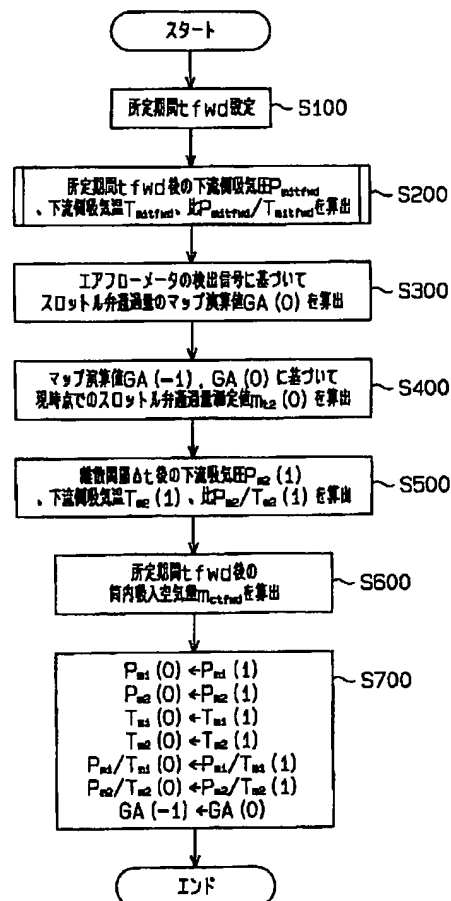 スタート
所定期間tfwd設定
S100
所定期間tfwd後の下流側吸気圧Pm1tfwd
、下流側吸気温Tm1tfwd、比Pm1tfwd/Tm1tfwdを算出
S200
エアフローメータの検出信号に基づいて
スロットル弁通過量のマップ演算値GA(0)を算出
S300
マップ演算値GA(-1)、GA(0)に基づいて
現時点でのスロットル弁通過量測定値mt2(0)を算出
S400
離散間隔Δt後の下流吸気圧Pm2(1)
、下流側吸気温Tm2(1)、比Pm2/Tm2(1)を算出
S500
所定期間tfwd後の
筒内吸入空気量mctfwdを算出
S600
Pm1(0)←Pm1(1)
Pm2(0)←Pm2(1)
Tm1(0)←Tm1(1)
Tm2(0)←Tm2(1)
Pm1/Tm1(0)←Pm1/Tm1(1)
Pm2/Tm2(0)←Pm2/Tm2(1)
GA(-1)←GA(0)
S700
エンド